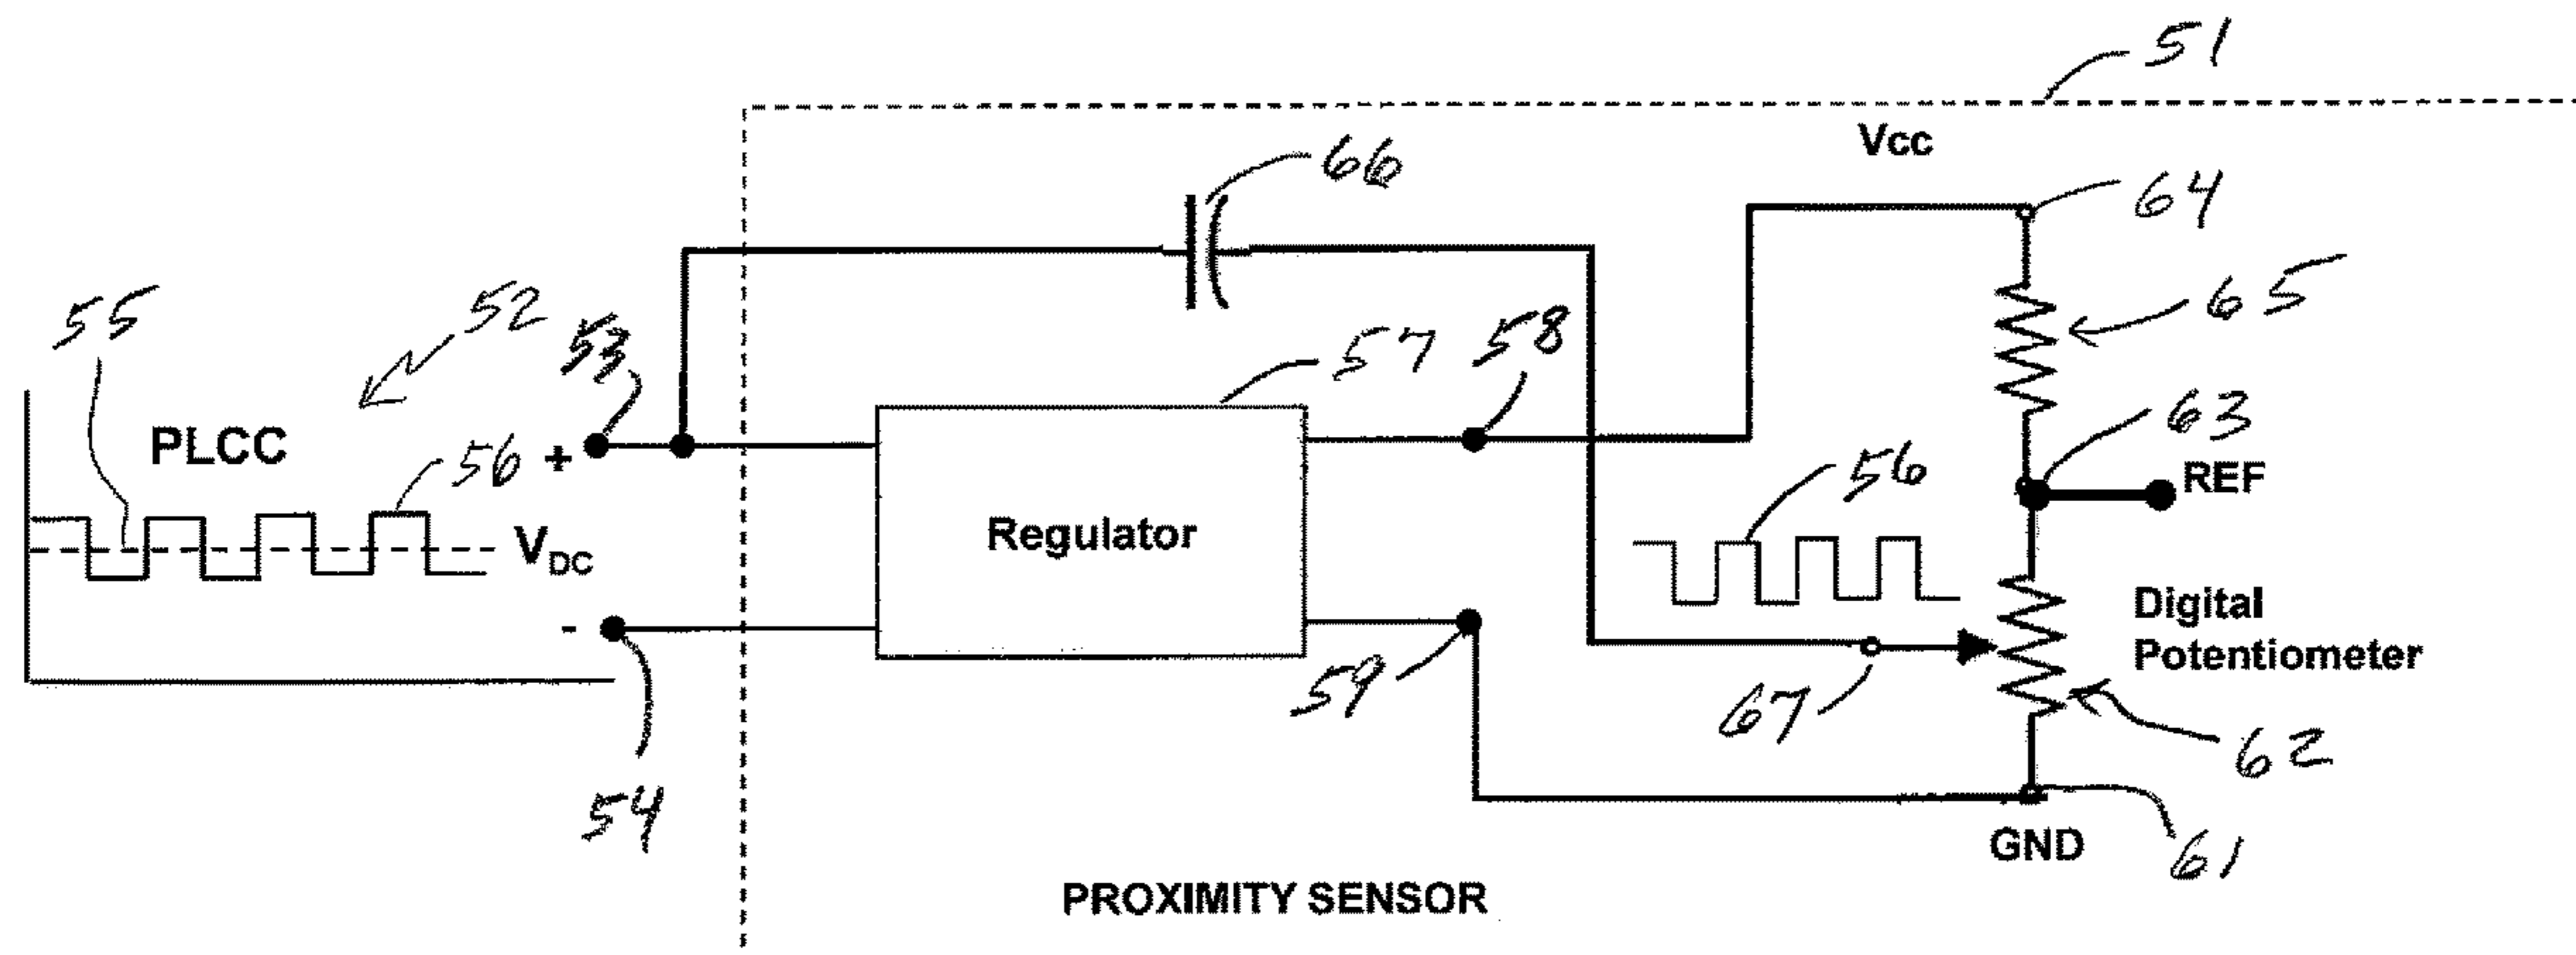 51
Vcc
66
64
55
52
53
57
58
65
PLCC
56
+
63
REF
56
VDC
Regulator
-
Digital
Potentiometer
59
67
62
54
GND
61
PROXIMITY SENSOR